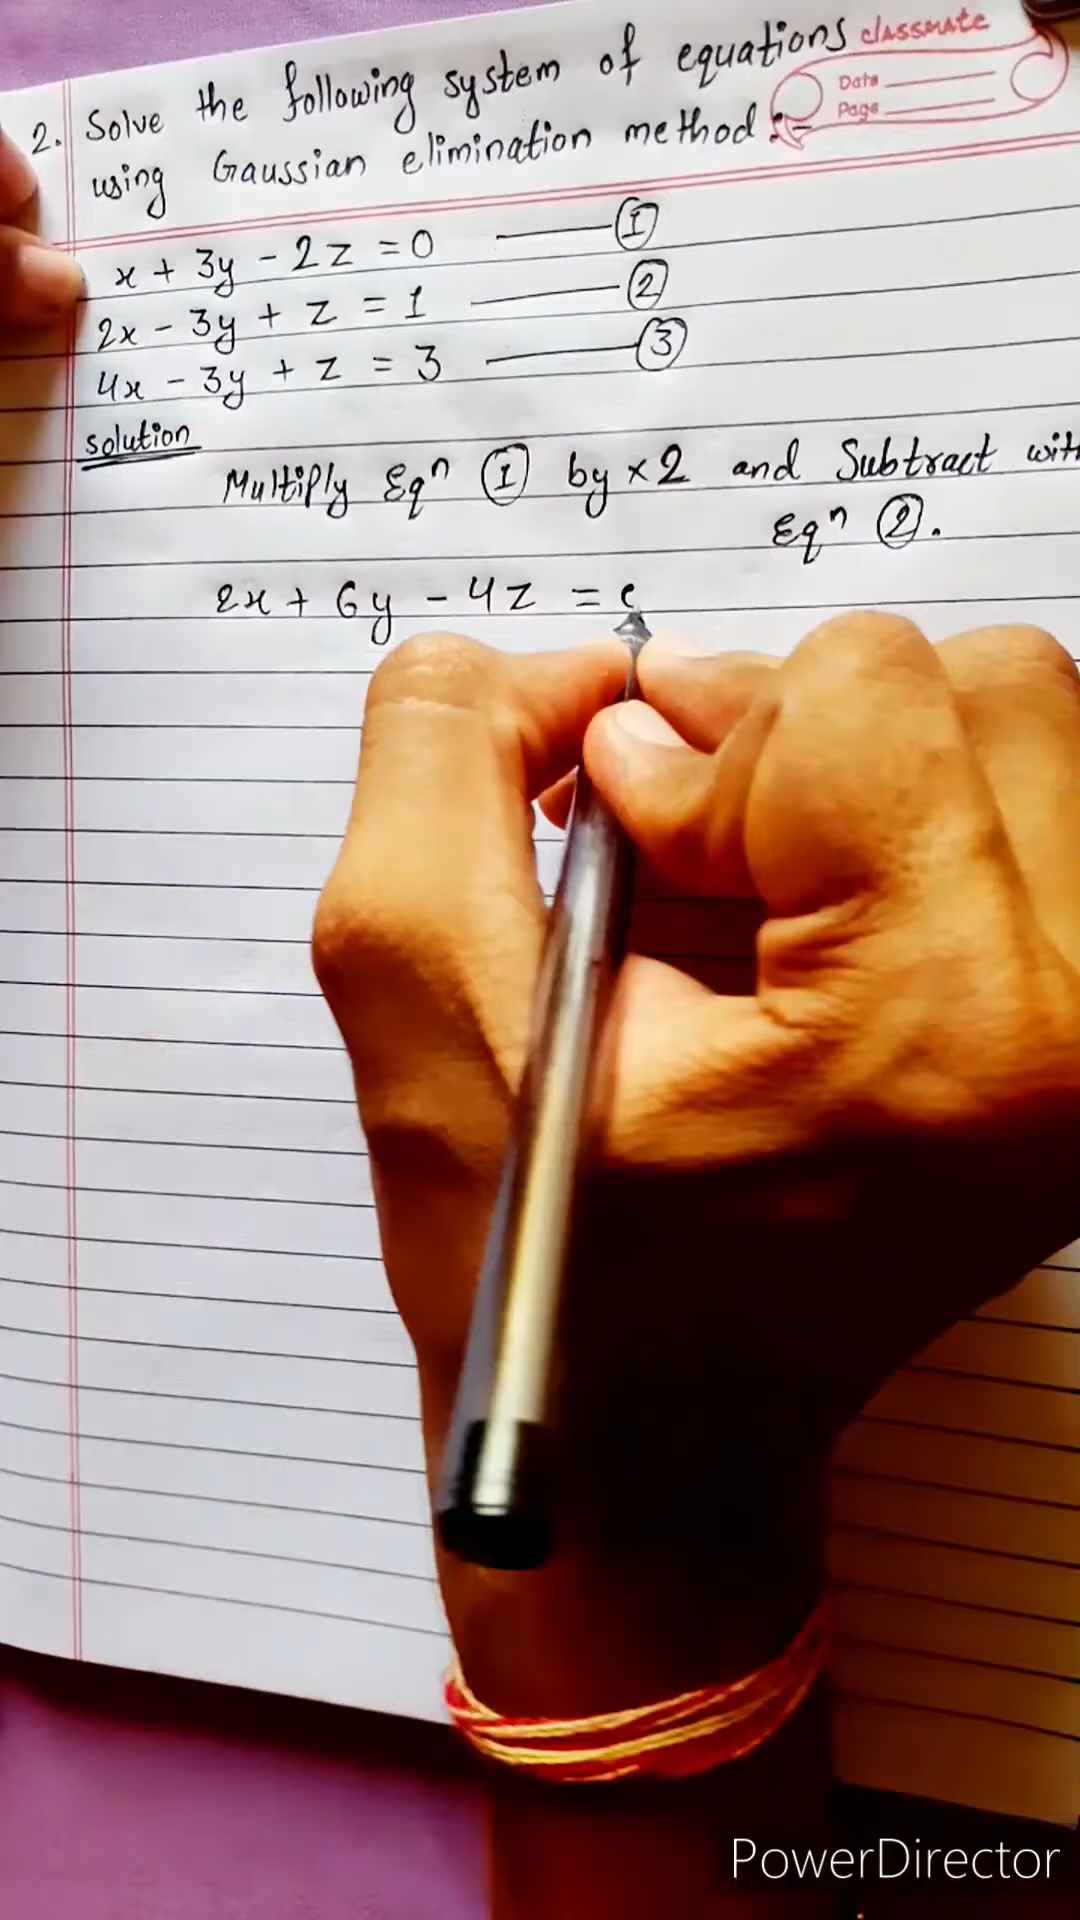 classmate
Date
Page
2. Solve the following system of equations
using Gaussian elimination method :-
x + 3y - 2z = 0 ——— ①
2x - 3y + z = 1 ——— ②
4x - 3y + z = 3 ——— ③
Solution
Multiply Eqⁿ ① by ×2 and Subtract with
Eqⁿ ②.
2x + 6y - 4z =
PowerDirector